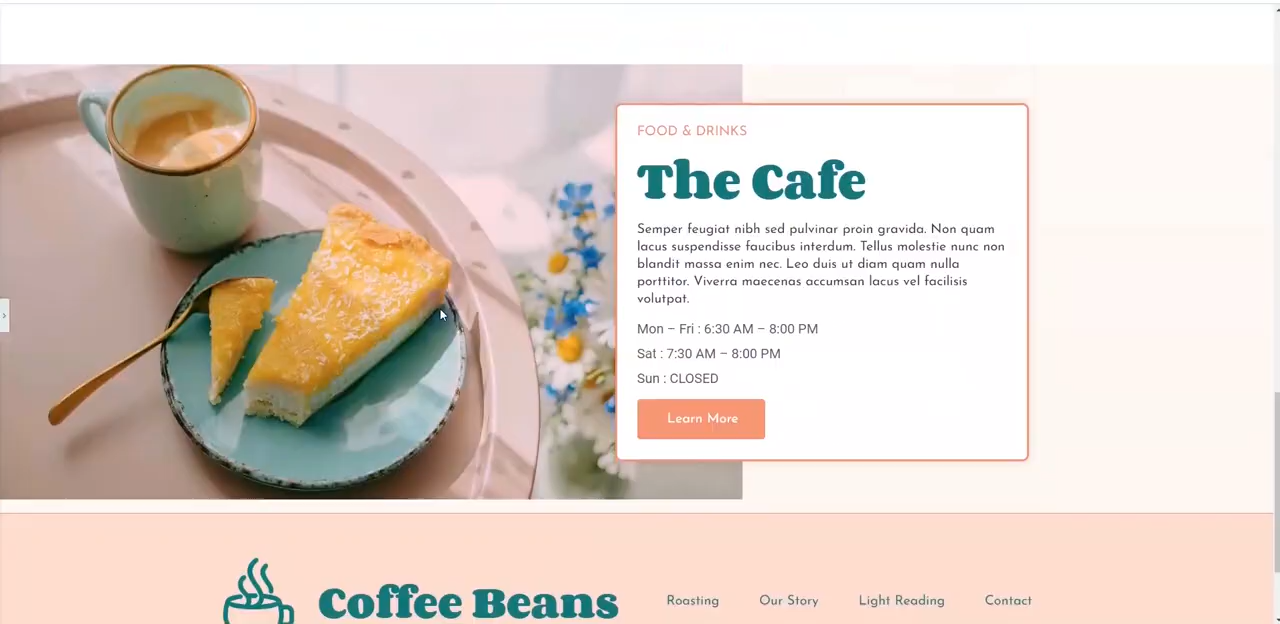 FOOD & DRINKS
The Cafe
Semper feugiat nibh sed pulvinar proin gravida. Non quam
lacus suspendisse faucibus interdum. Tellus molestie nunc non
blandit massa enim nec. Leo duis ut diam quam nulla
porttitor. Viverra maecenas accumsan lacus vel facilisis
volutpat.
Mon – Fri : 6:30 AM – 8:00 PM
Sat : 7:30 AM – 8:00 PM
Sun : CLOSED
Learn More
Coffee Beans
Roasting
Our Story
Light Reading
Contact